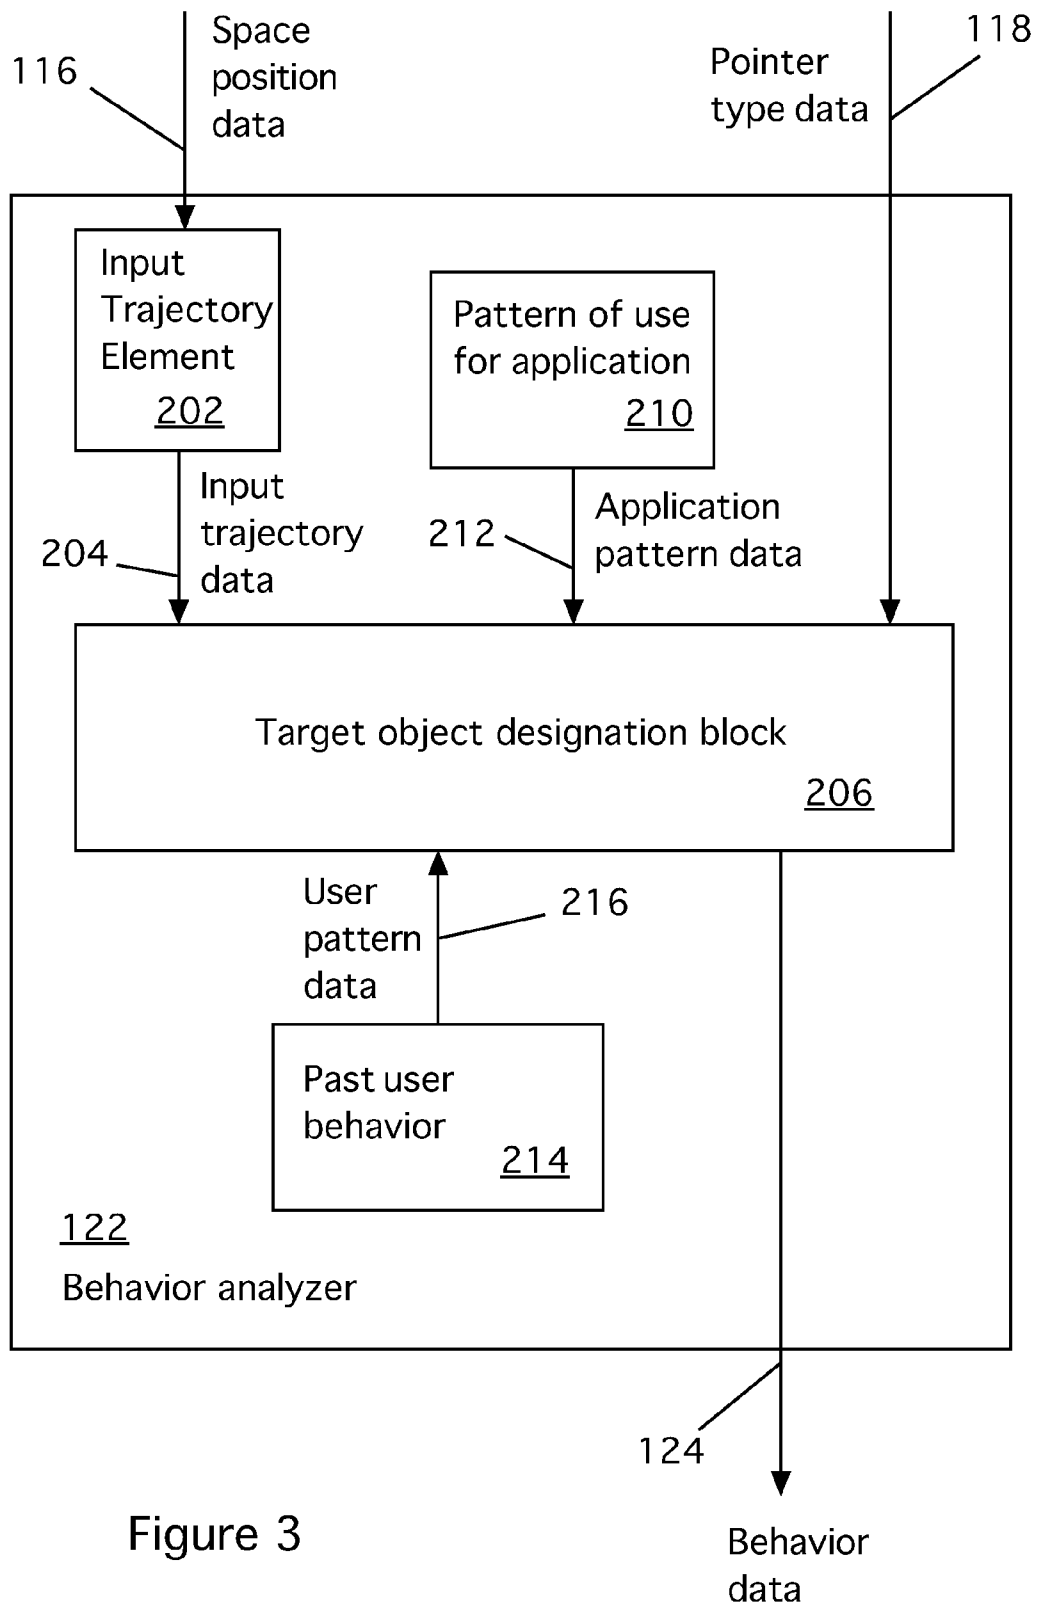 116
Space
position
data
Pointer
type data
118
Input
Trajectory
Element
202
Pattern of use
for application
210
204
Input
trajectory
data
212
Application
pattern data
Target object designation block
206
User
pattern
data
216
Past user
behavior
214
122
Behavior analyzer
124
Figure 3
Behavior
data